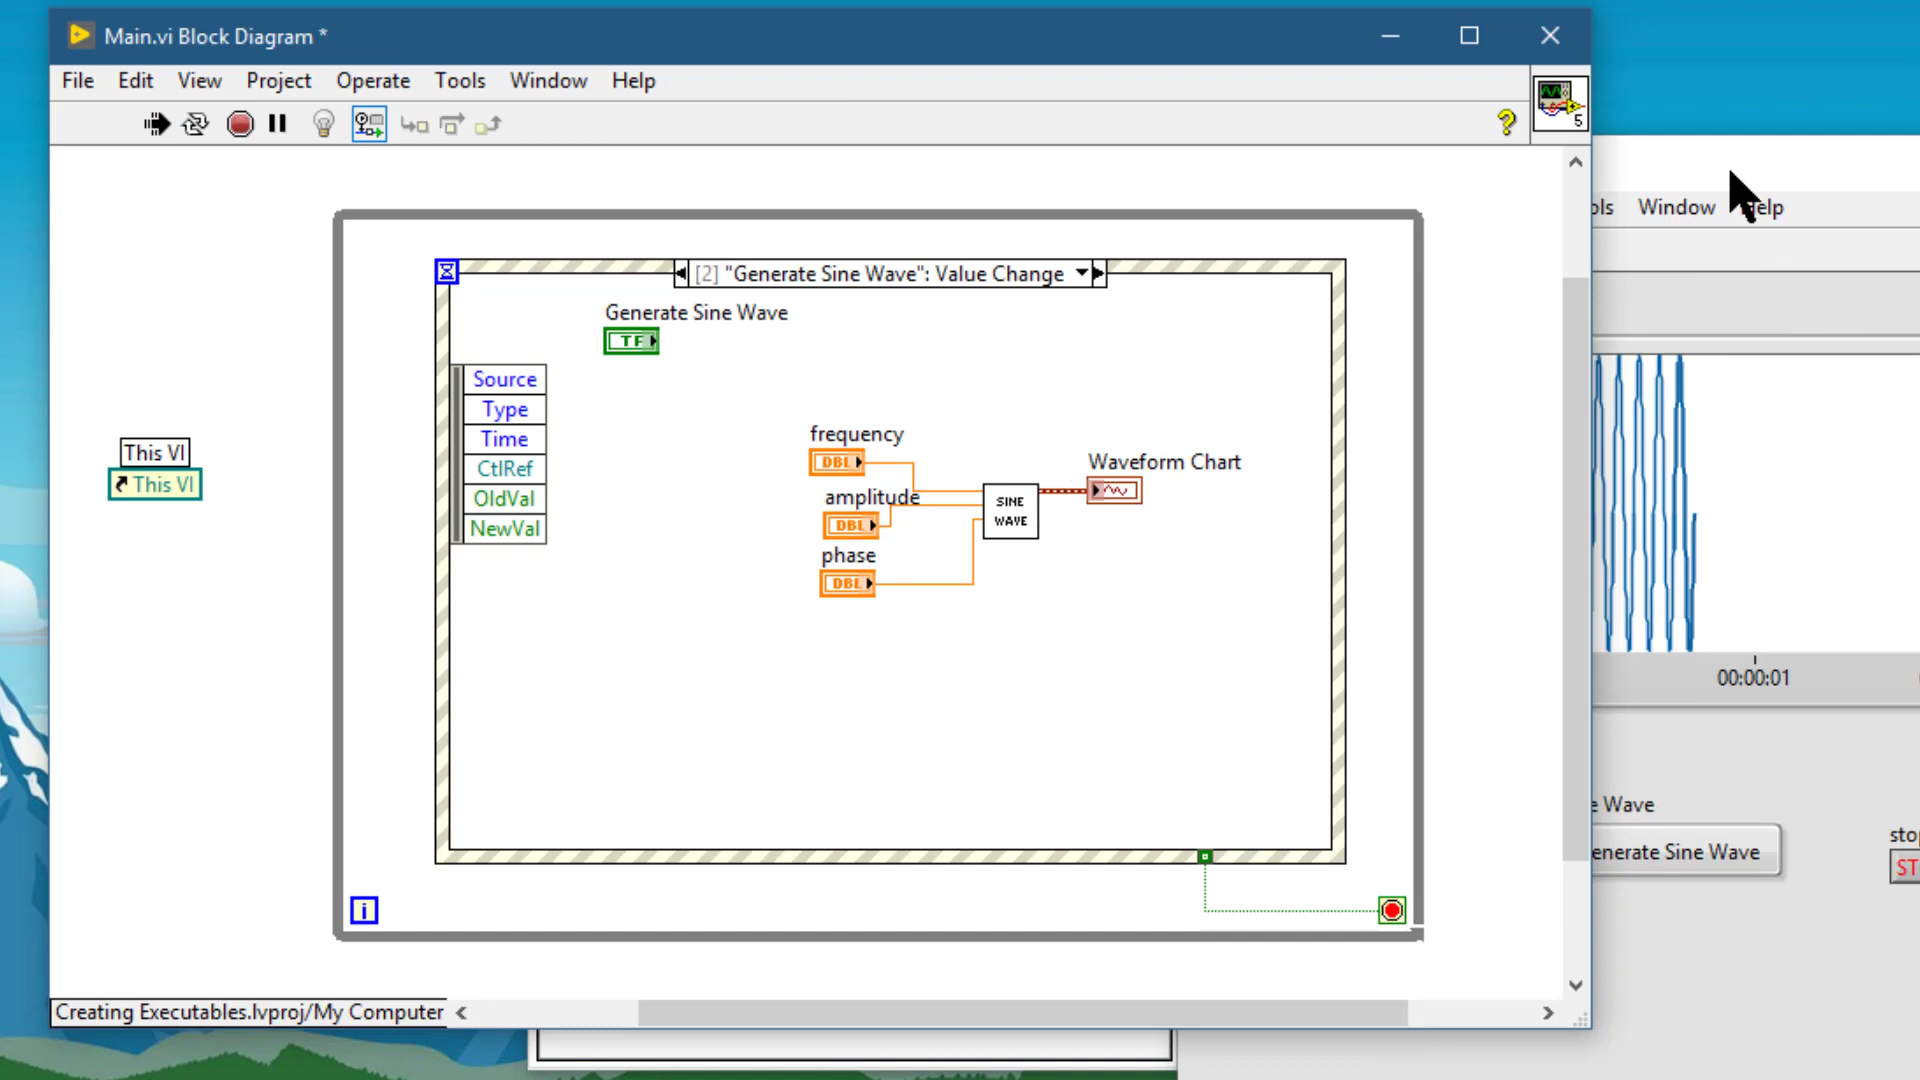 Main.vi Block Diagram *
File Edit View Project Operate Tools Window Help
5
ols Window Help
[2] "Generate Sine Wave": Value Change
Generate Sine Wave
TF
Source
Type
Time
CtlRef
OldVal
NewVal
This VI
This VI
frequency
DBL
amplitude
DBL
phase
DBL
SINE
WAVE
Waveform Chart
i
00:00:01
e Wave
enerate Sine Wave
sto
ST
Creating Executables.lvproj/My Computer